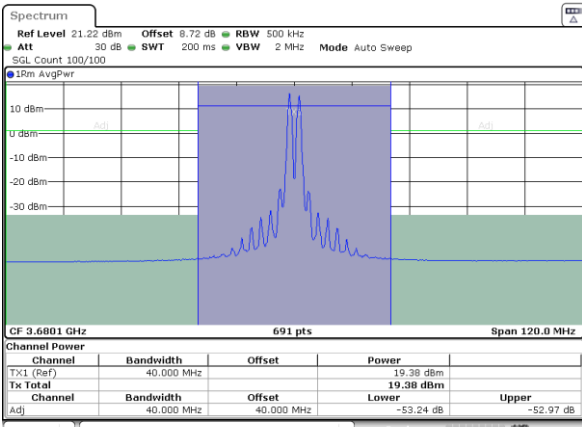 Spectrum
Ref Level 21.22 dBm Offset 8.72 dB RBW 500 kHz
Att 30 dB SWT 200 ms VBW 2 MHz Mode Auto Sweep
SGL Count 100/100
1Rm AvgPwr
10 dBm
Adj Adj
0 dBm
-10 dBm
-20 dBm
-30 dBm
CF 3.6801 GHz 691 pts Span 120.0 MHz
Channel Power
Channel Bandwidth Offset Power
TX1 (Ref) 40.000 MHz 19.38 dBm
Tx Total 19.38 dBm
Channel Bandwidth Offset Lower Upper
Adj 40.000 MHz 40.000 MHz -53.24 dB -52.97 dB